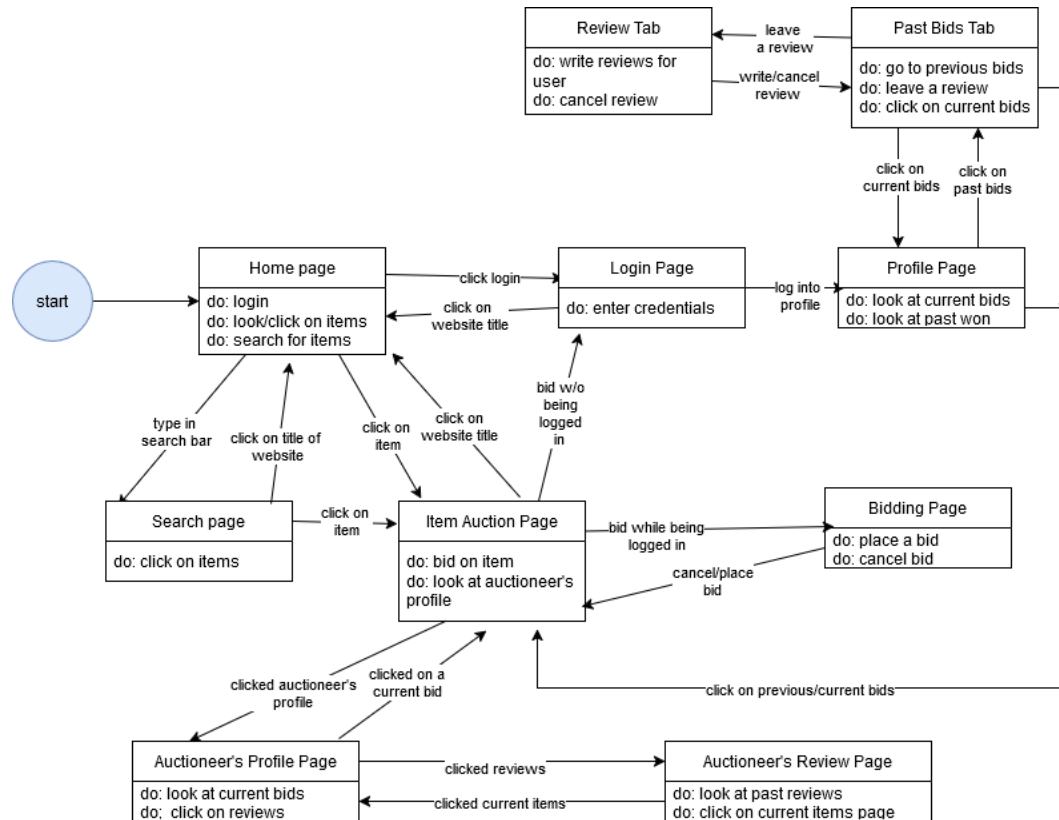 Review Tab
do: write reviews for
user
do: cancel review
leave
a review
write/cancel
review
Past Bids Tab
do: go to previous bids
do: leave a review
do: click on current bids
click on
current bids
click on
past bids
start
Home page
do: login
do: look/click on items
do: search for items
click login
click on
website title
Login Page
do: enter credentials
log into
profile
Profile Page
do: look at current bids
do: look at past won
type in
search bar
click on title of
website
click on
item
click on
website title
bid w/o
being
logged
in
Search page
do: click on items
click on
item
Item Auction Page
do: bid on item
do: look at auctioneer's
profile
bid while being
logged in
cancel/place
bid
Bidding Page
do: place a bid
do: cancel bid
clicked auctioneer's
profile
clicked on a
current bid
click on previous/current bids
Auctioneer's Profile Page
do: look at current bids
do; click on reviews
clicked reviews
clicked current items
Auctioneer's Review Page
do: look at past reviews
do: click on current items page